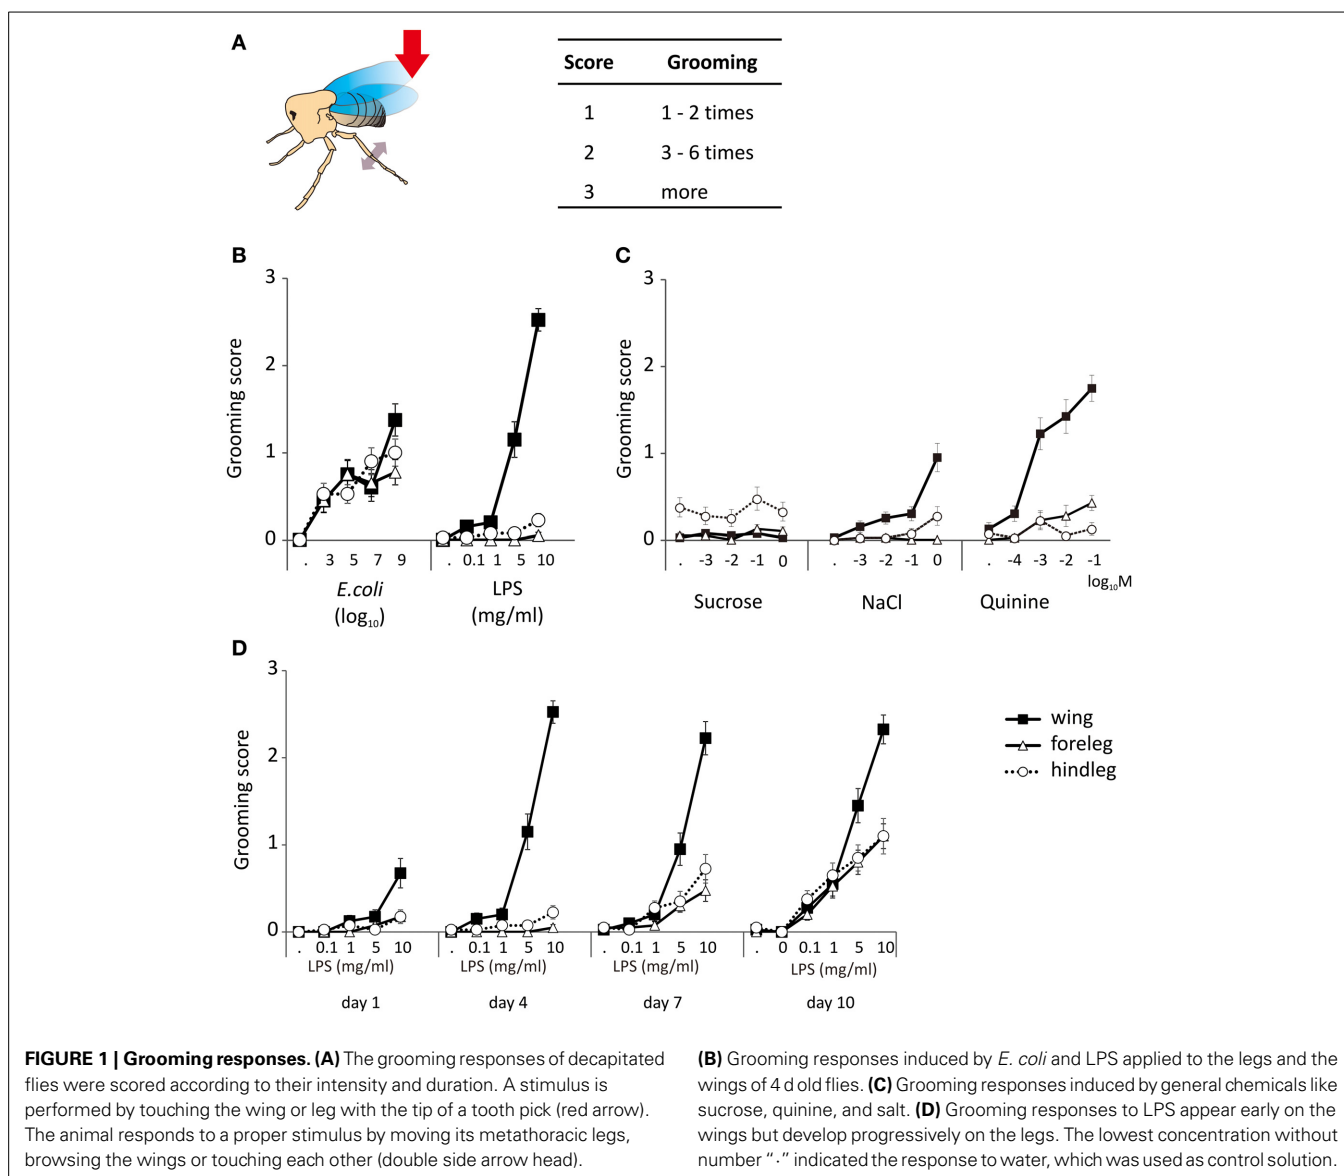 A
Score Grooming
1 1 - 2 times
2 3 - 6 times
3 more
B
3
2
1
0
Grooming score
. 3 5 7 9 . 0.1 1 5 10
E.coli LPS
(log₁₀) (mg/ml)
C
3
2
1
0
Grooming score
. -3 -2 -1 0 . -3 -2 -1 0 . -4 -3 -2 -1
log₁₀M
Sucrose NaCl Quinine
D
3
2
1
0
Grooming score
. 0.1 1 5 10 . 0.1 1 5 10 . 0.1 1 5 10 . 0 0.1 1 5 10
LPS (mg/ml) LPS (mg/ml) LPS (mg/ml) LPS (mg/ml)
day 1 day 4 day 7 day 10
wing
foreleg
hindleg
FIGURE 1 | Grooming responses. (A) The grooming responses of decapitated
flies were scored according to their intensity and duration. A stimulus is
performed by touching the wing or leg with the tip of a tooth pick (red arrow).
The animal responds to a proper stimulus by moving its metathoracic legs,
browsing the wings or touching each other (double side arrow head).
(B) Grooming responses induced by E. coli and LPS applied to the legs and the
wings of 4 d old flies. (C) Grooming responses induced by general chemicals like
sucrose, quinine, and salt. (D) Grooming responses to LPS appear early on the
wings but develop progressively on the legs. The lowest concentration without
number “·” indicated the response to water, which was used as control solution.